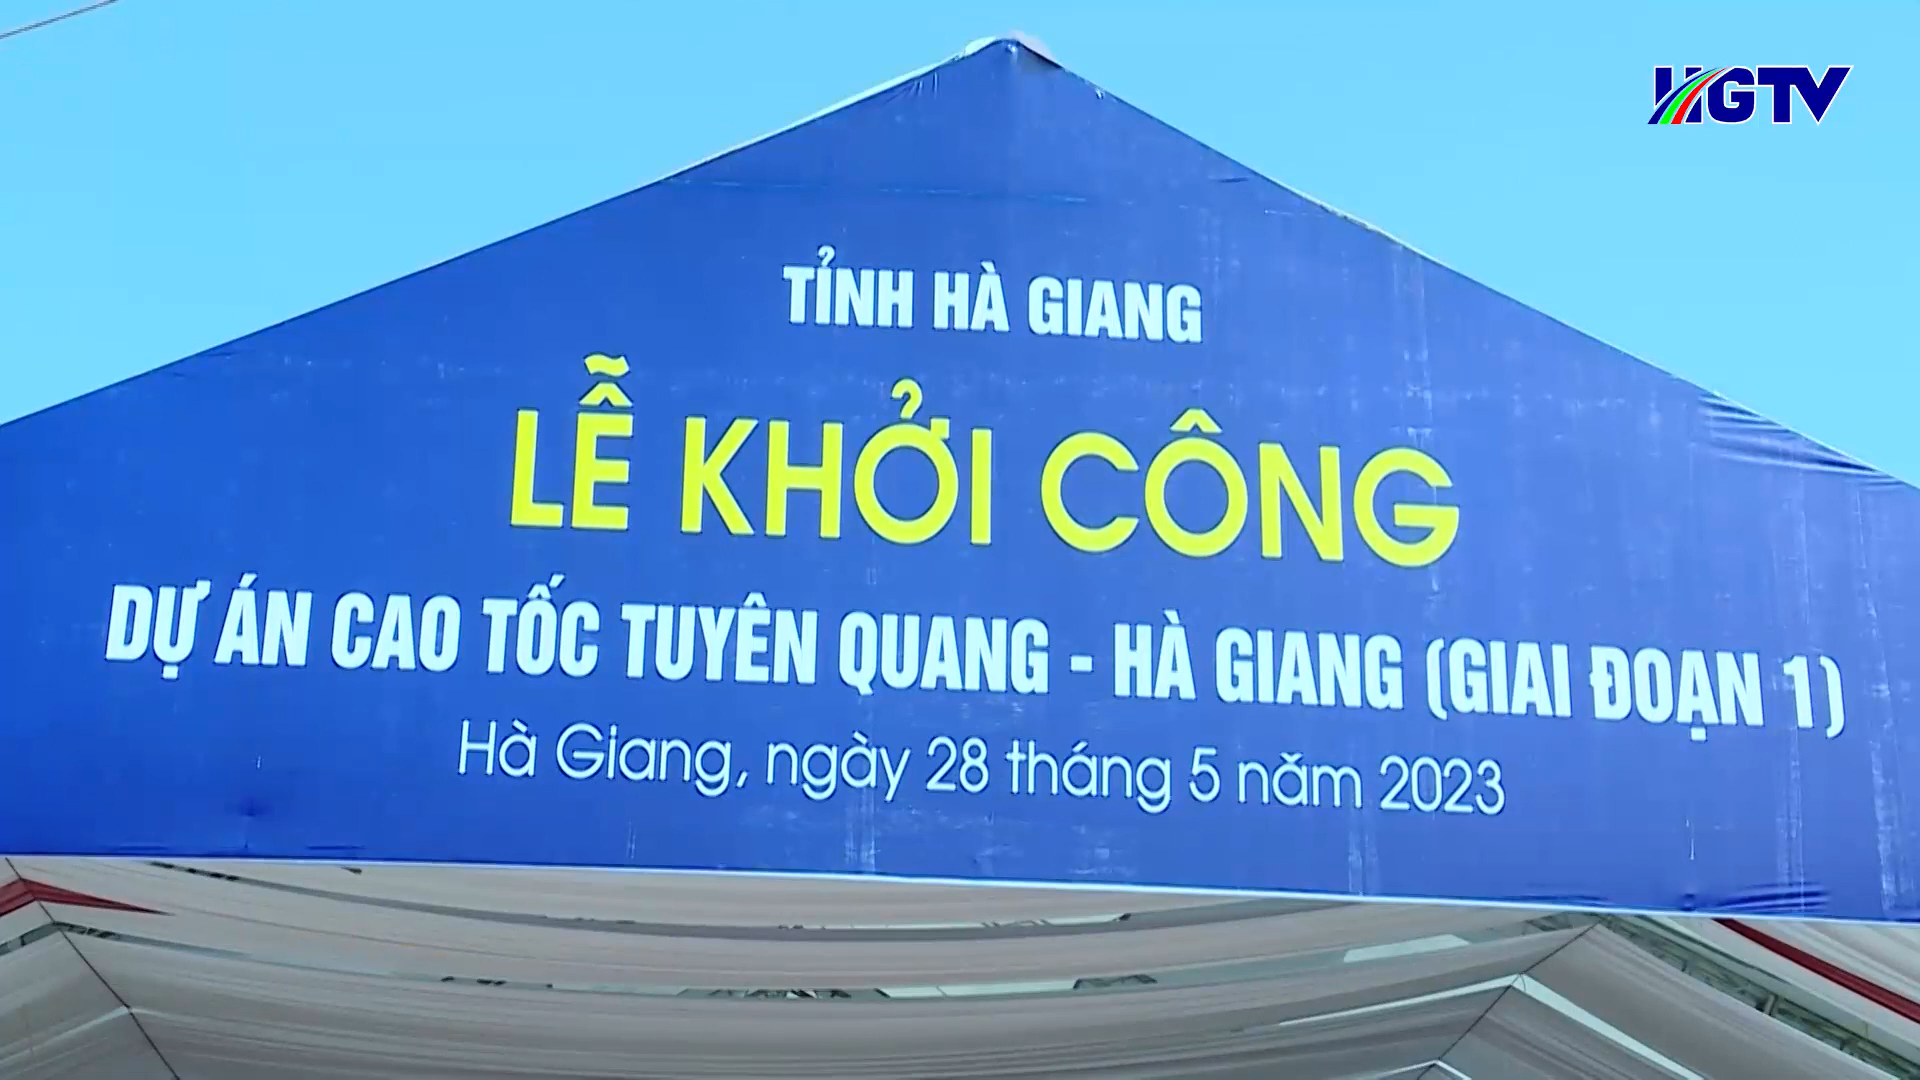 HGTV
TỈNH HÀ GIANG
LỄ KHỞI CÔNG
DỰ ÁN CAO TỐC TUYÊN QUANG - HÀ GIANG (GIAI ĐOẠN 1)
Hà Giang, ngày 28 tháng 5 năm 2023